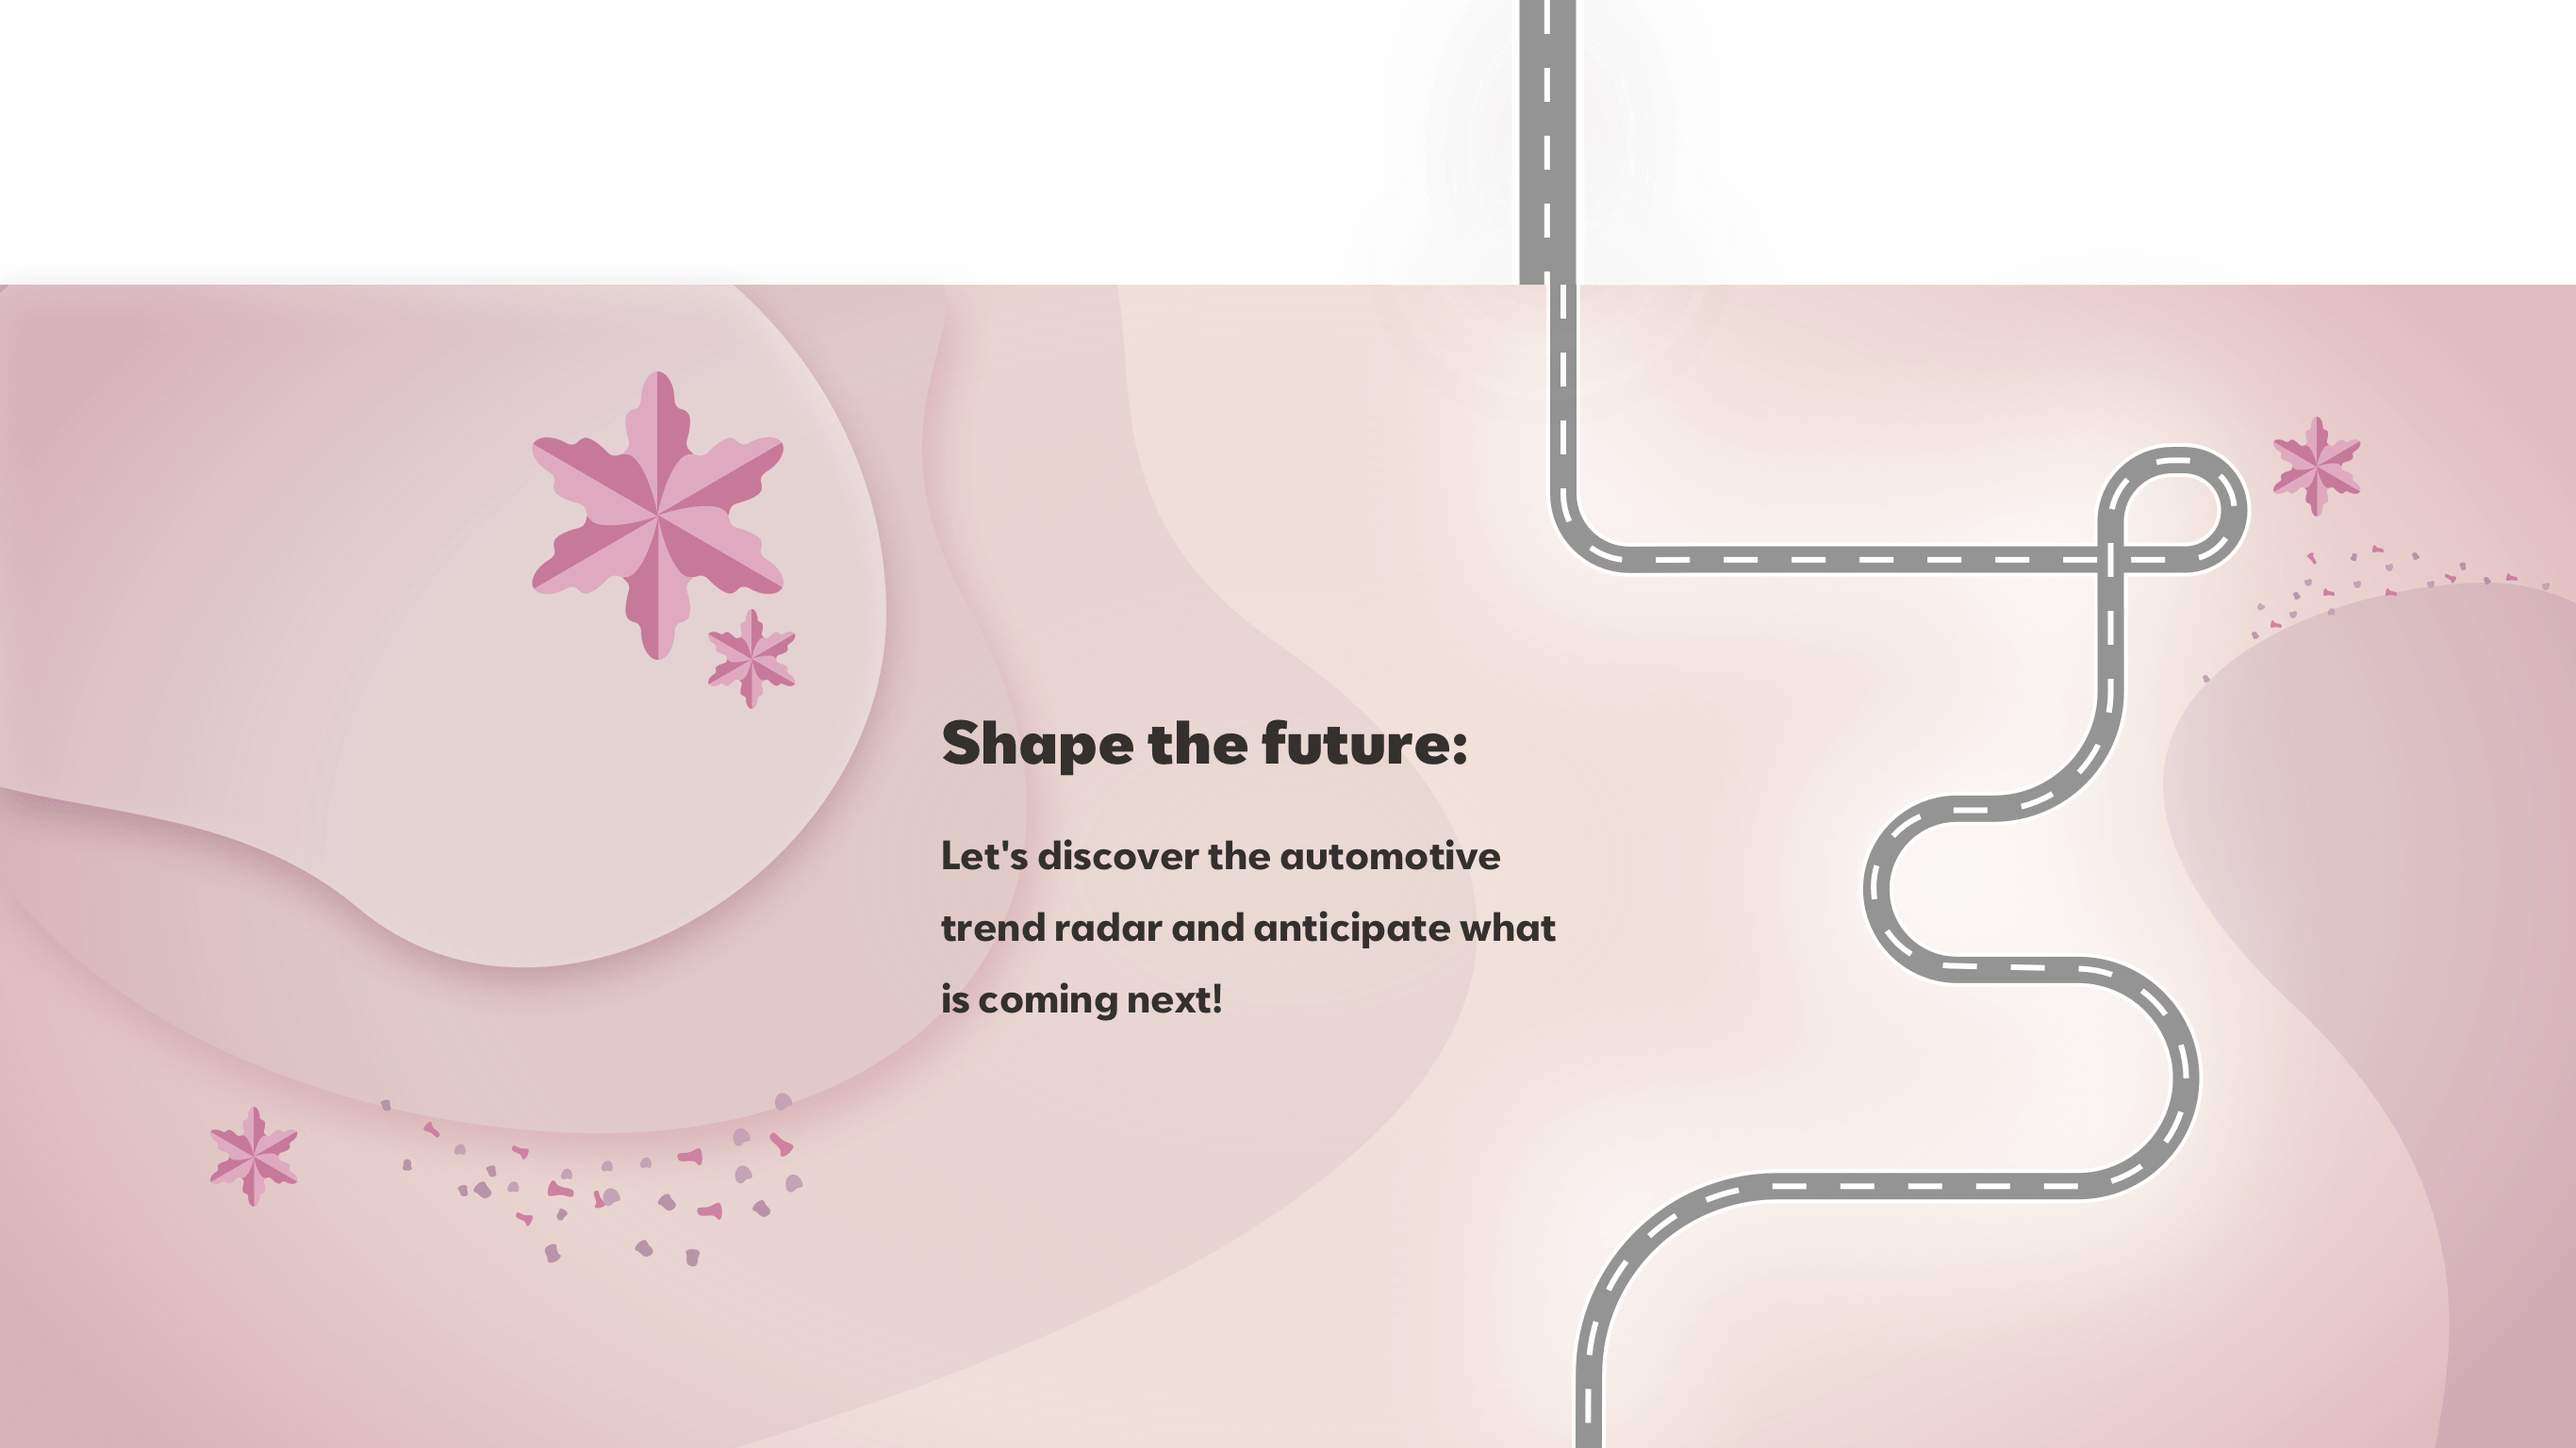 Shape the future:
Let's discover the automotive
trend radar and anticipate what
is coming next!